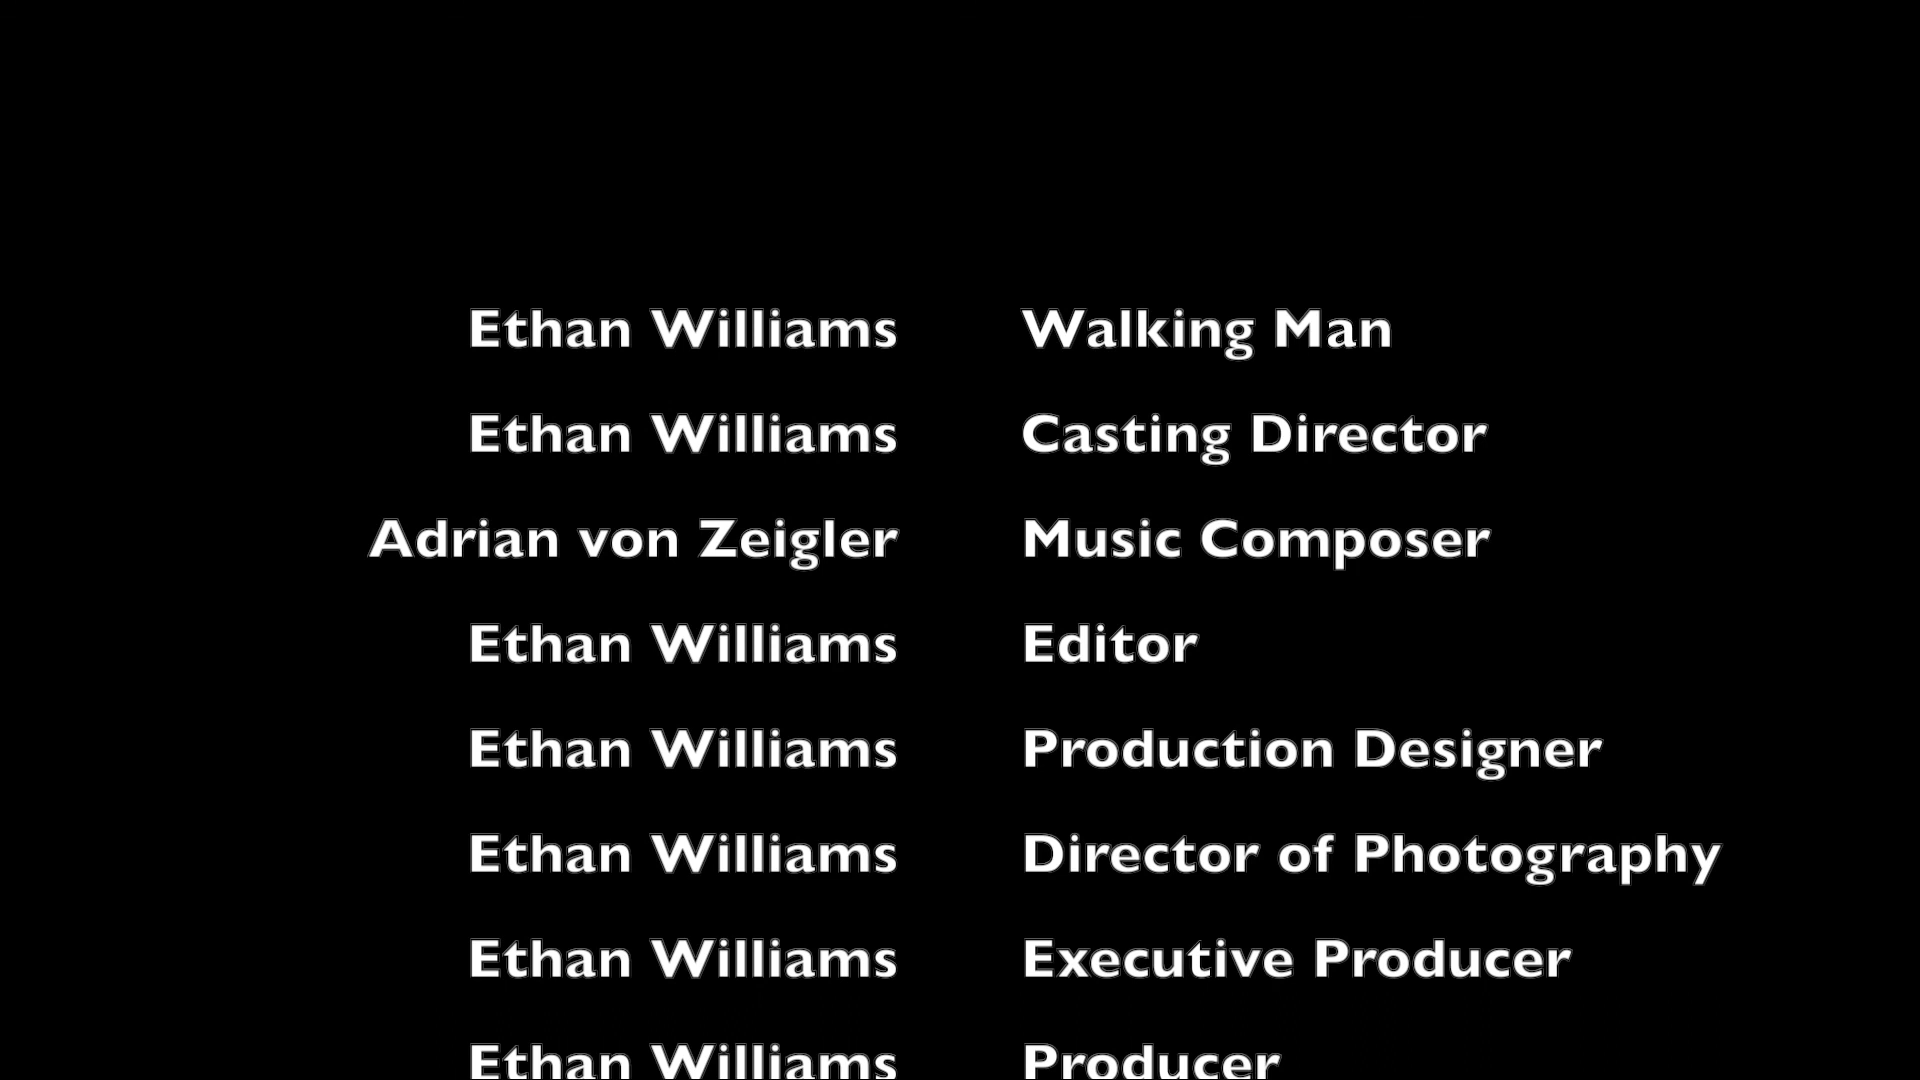 Ethan Williams Walking Man
Ethan Williams Casting Director
Adrian von Zeigler Music Composer
Ethan Williams Editor
Ethan Williams Production Designer
Ethan Williams Director of Photography
Ethan Williams Executive Producer
Ethan Williams Producer